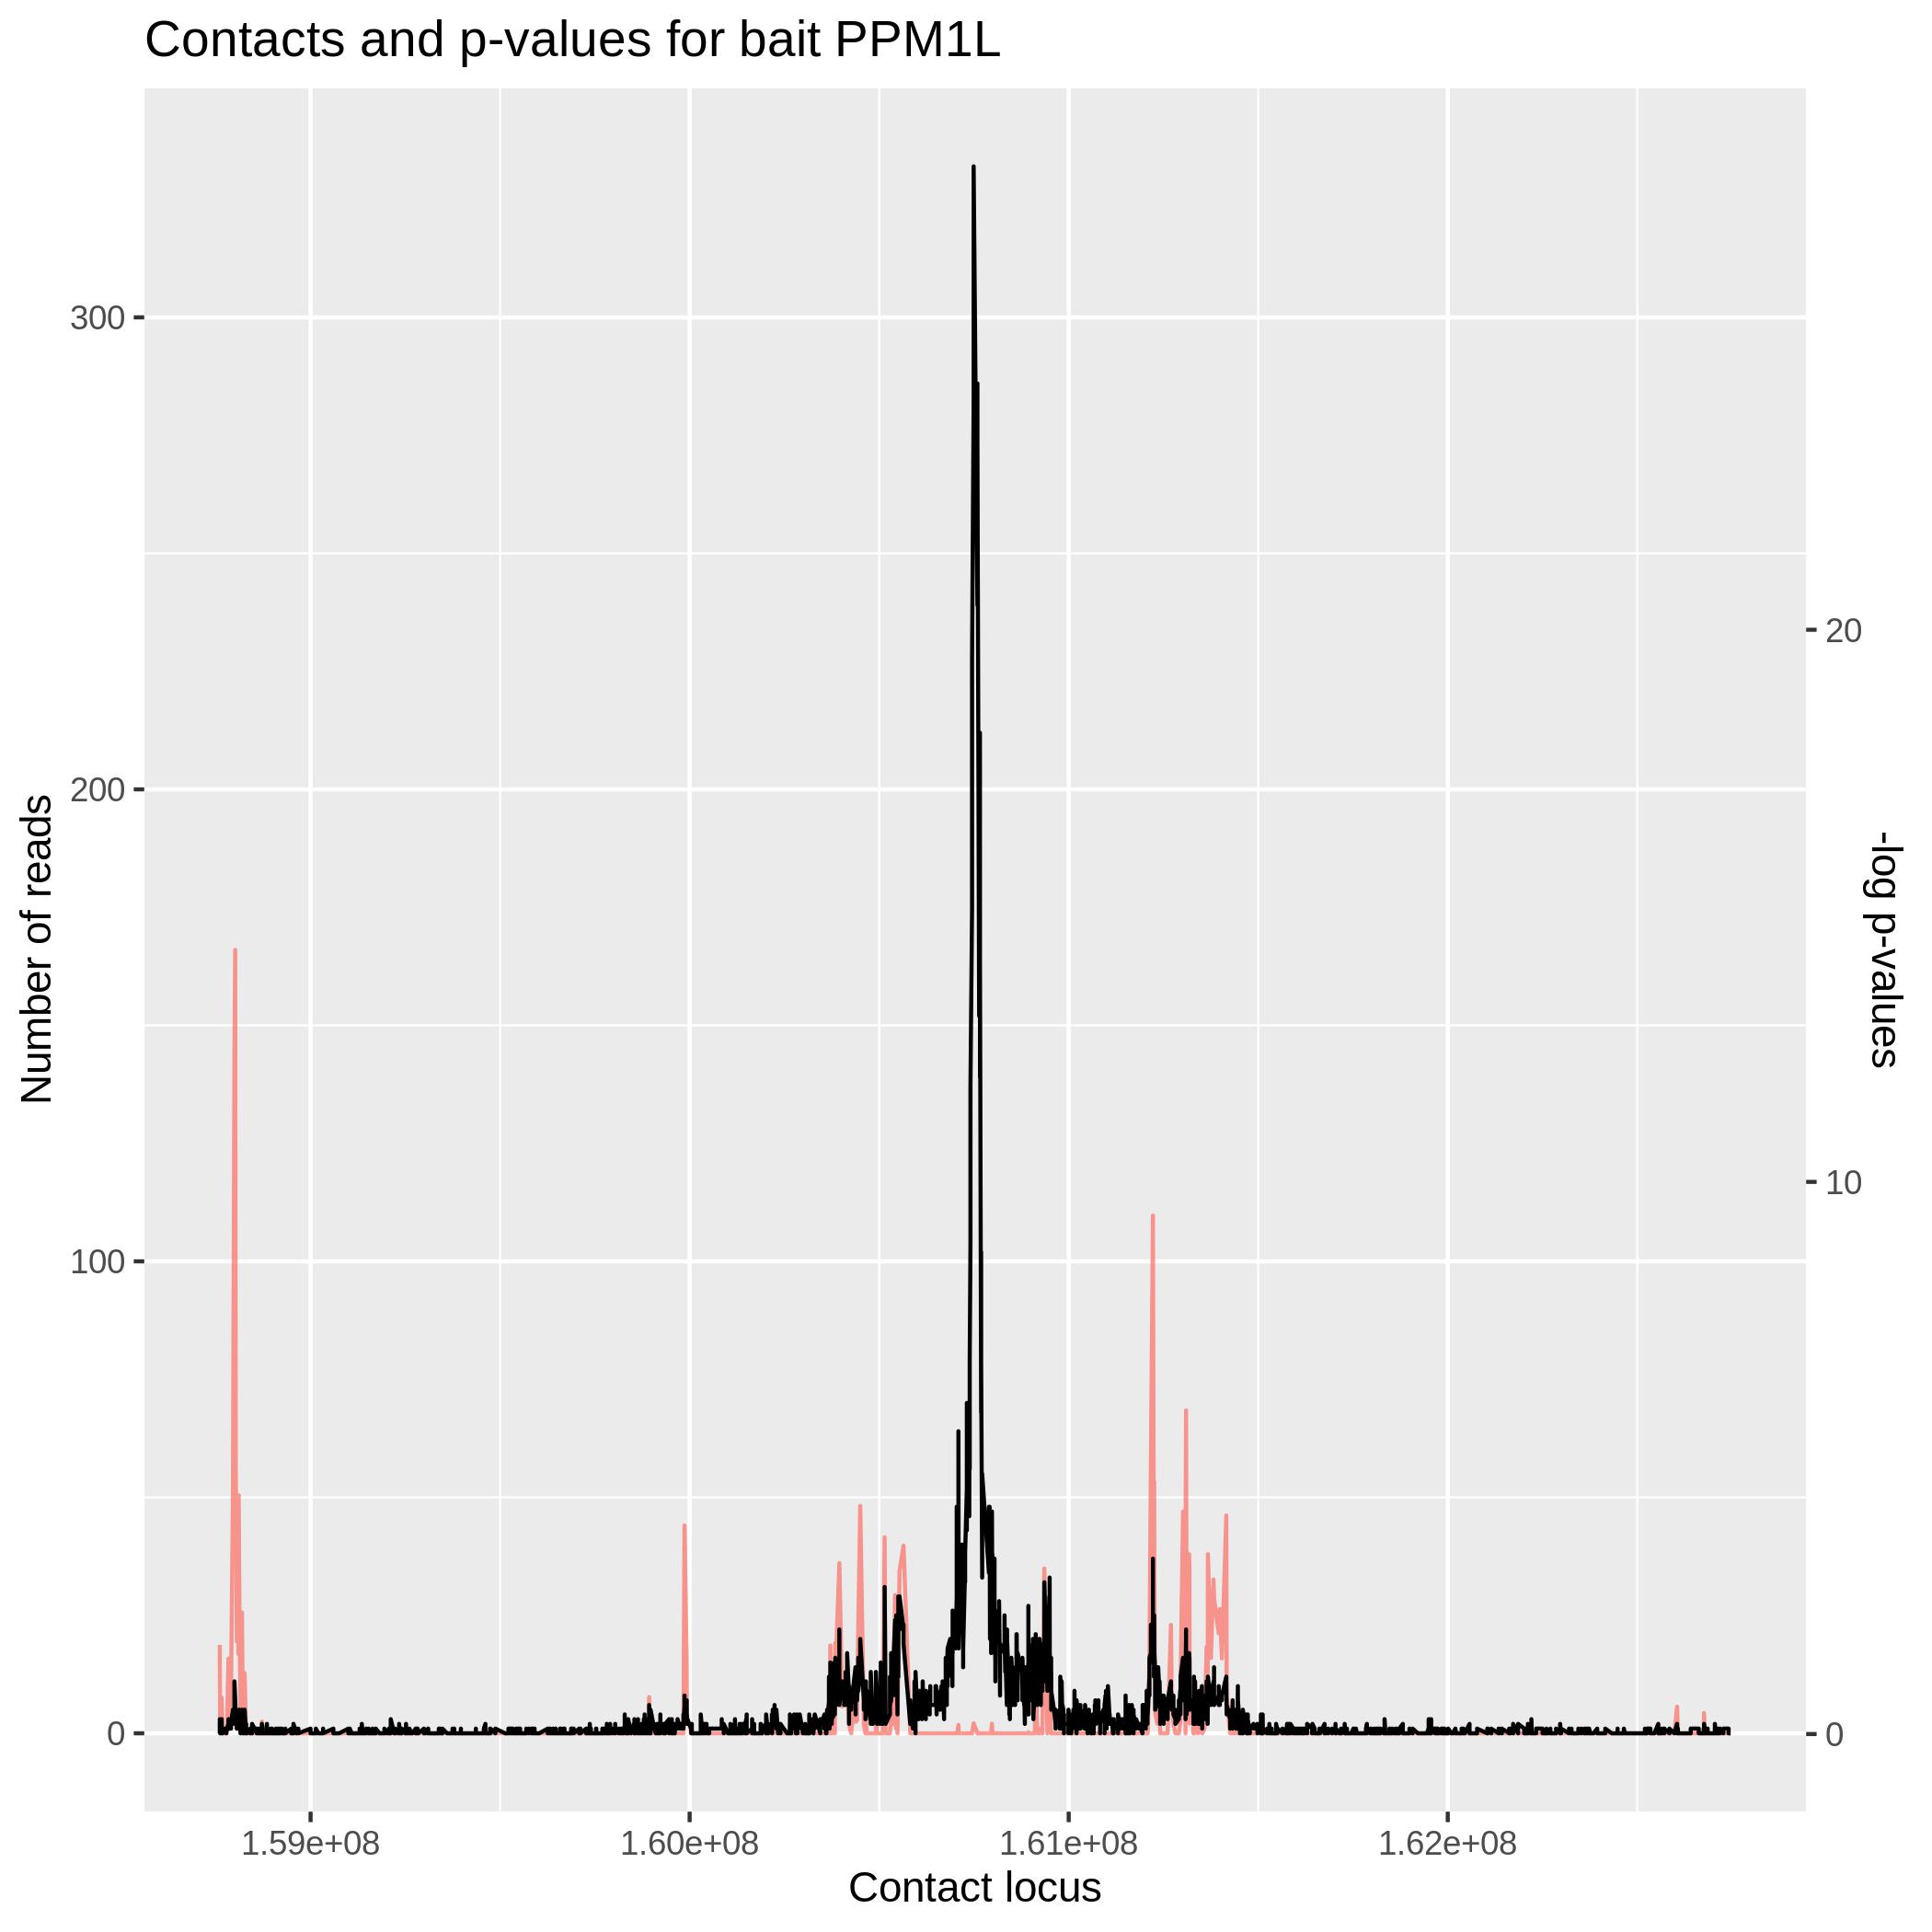 Contacts and p-values for bait PPM1L
300
200
100
0
Number of reads
20
10
0
-log p-values
1.59e+08 1.60e+08 1.61e+08 1.62e+08
Contact locus